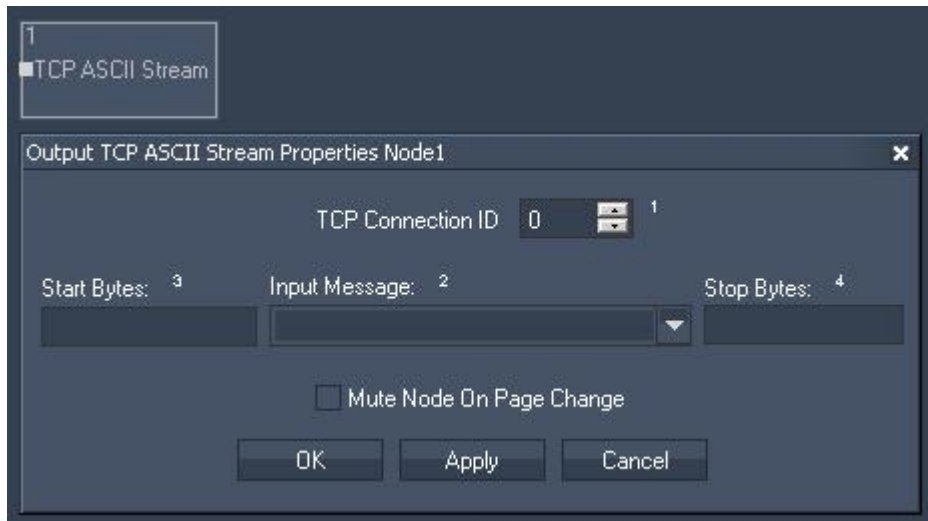 1
TCP ASCII Stream
Output TCP ASCII Stream Properties Node1
TCP Connection ID 0 1
Start Bytes: 3 Input Message: 2 Stop Bytes: 4
Mute Node On Page Change
OK Apply Cancel